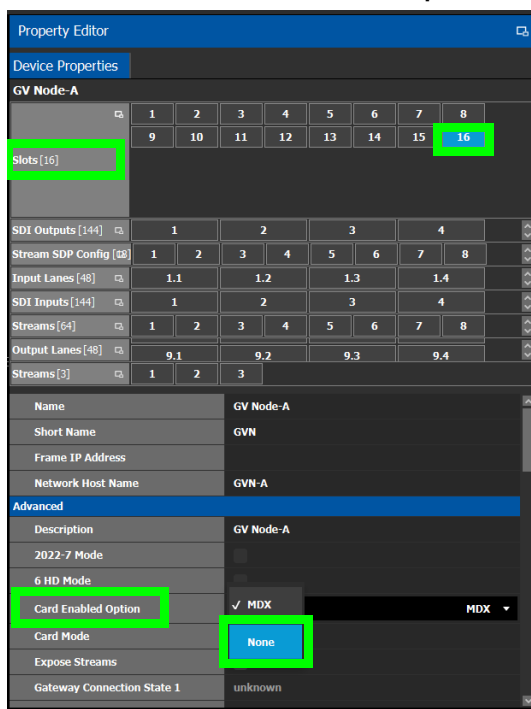 Property Editor
Device Properties
GV Node-A
1 2 3 4 5 6 7 8
9 10 11 12 13 14 15 16
Slots [16]
SDI Outputs [144] 1 2 3 4
Stream SDP Config 1 2 3 4 5 6 7 8
Input Lanes [48] 1.1 1.2 1.3 1.4
SDI Inputs [144] 1 2 3 4
Streams [64] 1 2 3 4 5 6 7 8
Output Lanes [48] 9.1 9.2 9.3 9.4
Streams [3] 1 2 3
Name GV Node-A
Short Name GVN
Frame IP Address
Network Host Name GVN-A
Advanced
Description GV Node-A
2022-7 Mode
6 HD Mode
Card Enabled Option ✓ MDX MDX
Card Mode None
Expose Streams
Gateway Connection State 1 unknown